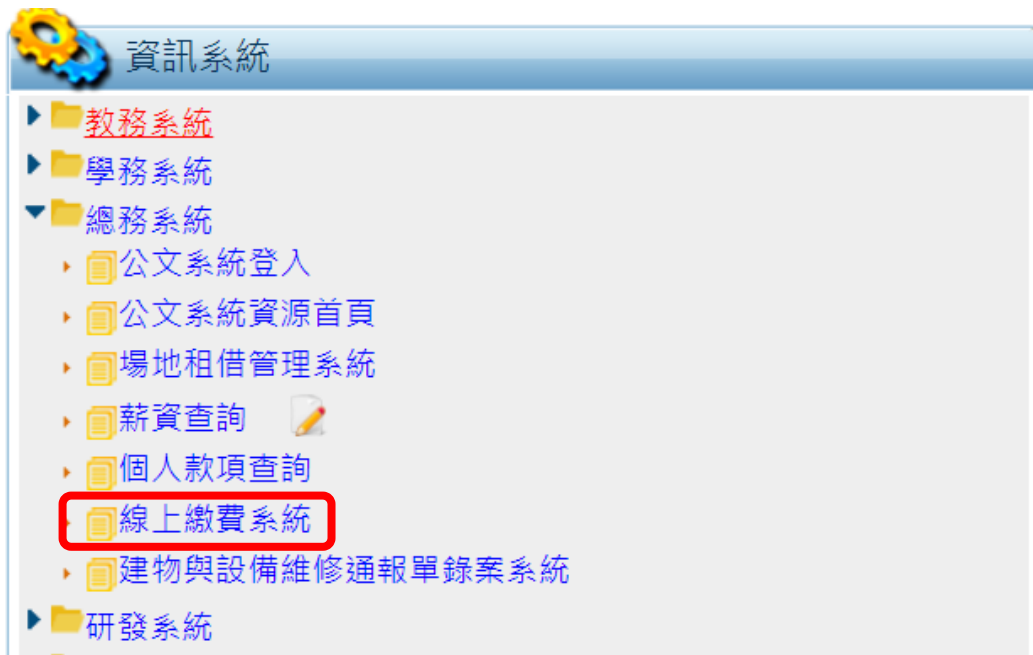 資訊系統
教務系統
學務系統
總務系統
公文系統登入
公文系統資源首頁
場地租借管理系統
薪資查詢
個人款項查詢
線上繳費系統
建物與設備維修通報單錄案系統
研發系統